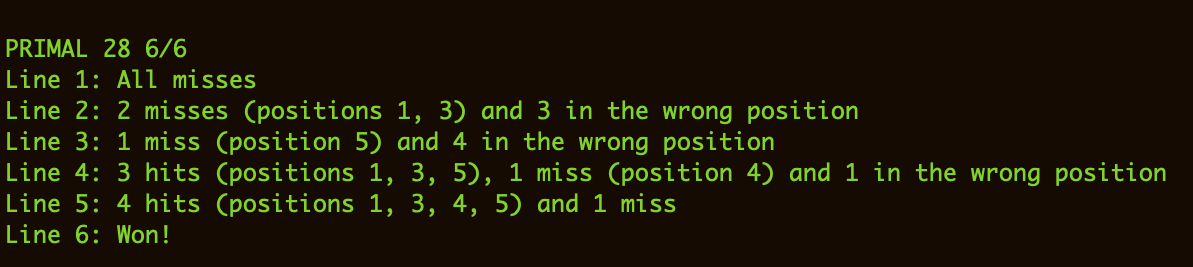 PRIMAL 28 6/6
Line 1: All misses
Line 2: 2 misses (positions 1, 3) and 3 in the wrong position
Line 3: 1 miss (position 5) and 4 in the wrong position
Line 4: 3 hits (positions 1, 3, 5), 1 miss (position 4) and 1 in the wrong position
Line 5: 4 hits (positions 1, 3, 4, 5) and 1 miss
Line 6: Won!